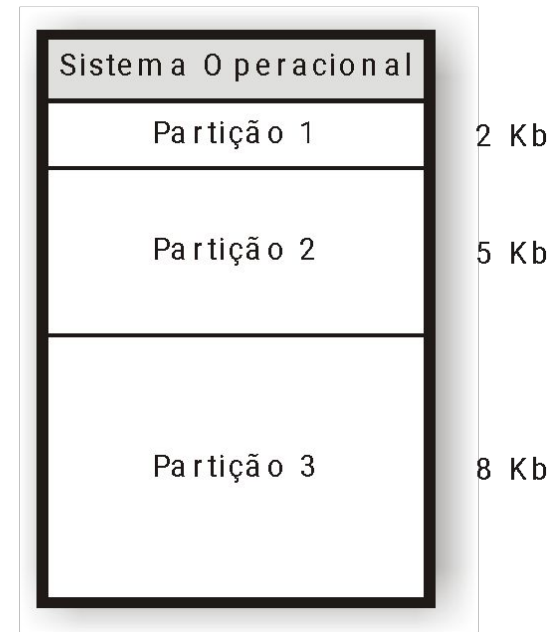 Sistema Operacional
Partição 1 2 Kb
Partição 2 5 Kb
Partição 3 8 Kb